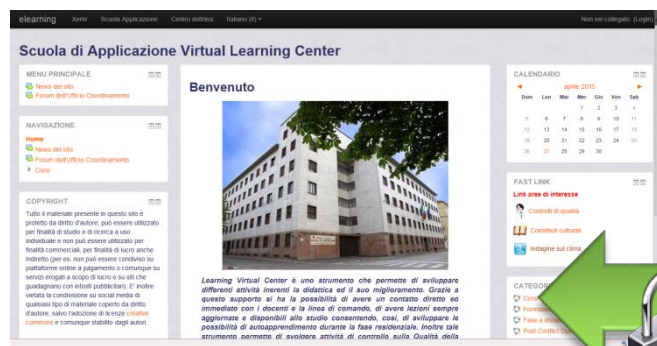 elearning Xerte Scuola Applicazione Centro dottrina Italiano (it) Non sei collegato. (Login)
Scuola di Applicazione Virtual Learning Center
MENU PRINCIPALE
News del sito
Forum dell'Ufficio Coordinamento
NAVIGAZIONE
Home
News del sito
Forum dell'Ufficio Coordinamento
Corsi
COPYRIGHT
Tutto il materiale presente in questo sito è
protetto da diritto d'autore, può essere utilizzato
per finalità di studio e di ricerca a uso
individuale e non può essere utilizzato per
finalità commerciali, per finalità di lucro anche
indiretto (per es. non può essere condiviso su
piattaforme online a pagamento o comunque su
servizi erogati a scopo di lucro o su siti che
guadagnano con introiti pubblicitari). E' inoltre
vietata la condivisione su social media di
qualsiasi tipo di materiale coperto da diritto
d'autore, salvo l'adozione di licenze creative
commons e comunque stabilito dagli autori.
Benvenuto
Learning Virtual Center è uno strumento che permette di sviluppare
differenti attività inerenti la didattica ed il suo miglioramento. Grazie a
questo supporto si ha la possibilità di avere un contatto diretto ed
immediato con i docenti e la linea di comando, di avere lezioni sempre
aggiornate e disponibili allo studio consentendo, così, di sviluppare le
possibilità di autoapprendimento durante la fase residenziale. Inoltre tale
strumento permette di svolgere attività di controllo sulla Qualità della
CALENDARIO
aprile 2015
Dom Lun Mar Mer Gio Ven Sab
1 2 3 4
5 6 7 8 9 10 11
12 13 14 15 16 17 18
19 20 21 22 23 24 25
26 27 28 29 30
FAST LINK
Link aree di interesse
Controlli di qualità
Contributi culturali
Indagine sul clima
CATEGO
Fase a
Post Conflict